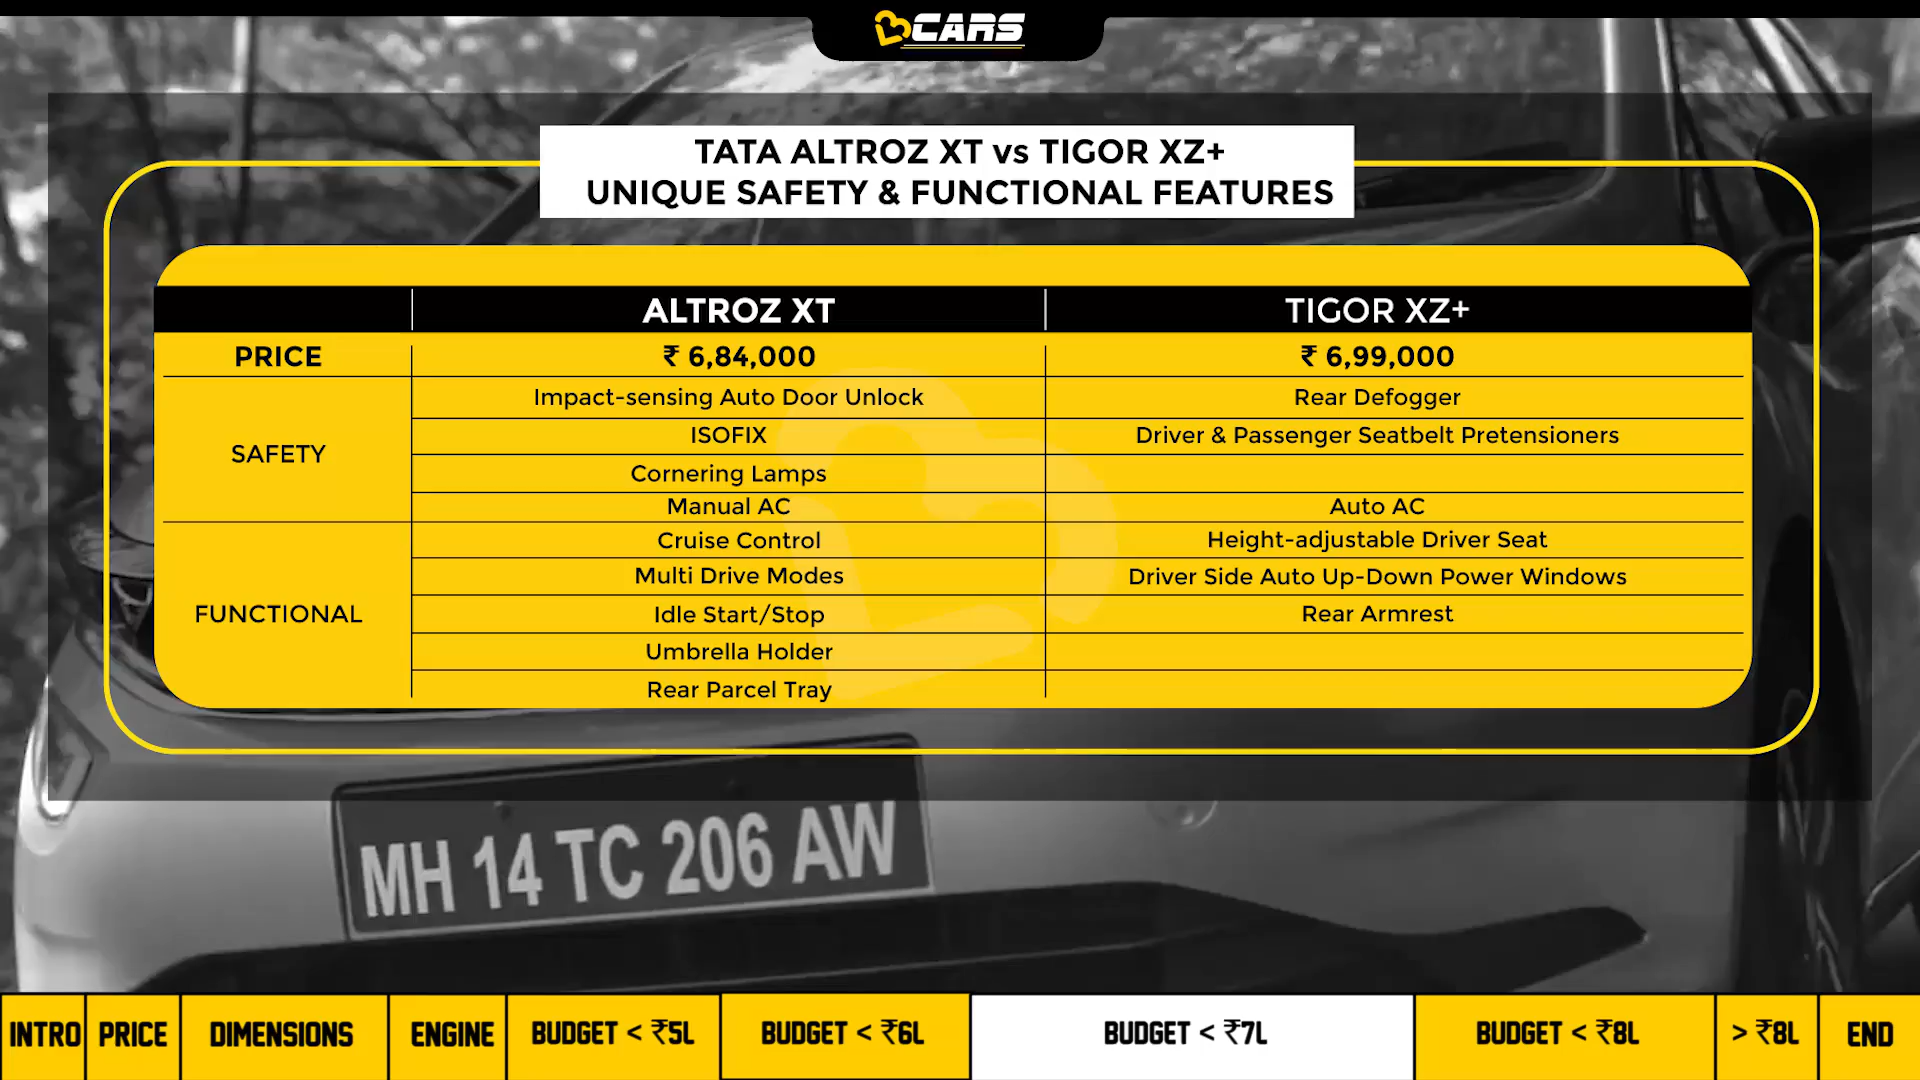 CARS
TATA ALTROZ XT vs TIGOR XZ+
UNIQUE SAFETY & FUNCTIONAL FEATURES
ALTROZ XT TIGOR XZ+
PRICE ₹ 6,84,000 ₹ 6,99,000
SAFETY
Impact-sensing Auto Door Unlock Rear Defogger
ISOFIX Driver & Passenger Seatbelt Pretensioners
Cornering Lamps
Manual AC Auto AC
FUNCTIONAL
Cruise Control Height-adjustable Driver Seat
Multi Drive Modes Driver Side Auto Up-Down Power Windows
Idle Start/Stop Rear Armrest
Umbrella Holder
Rear Parcel Tray
MH 14 TC 206 AW
INTRO PRICE DIMENSIONS ENGINE BUDGET < ₹5L BUDGET < ₹6L BUDGET < ₹7L BUDGET < ₹8L > ₹8L END